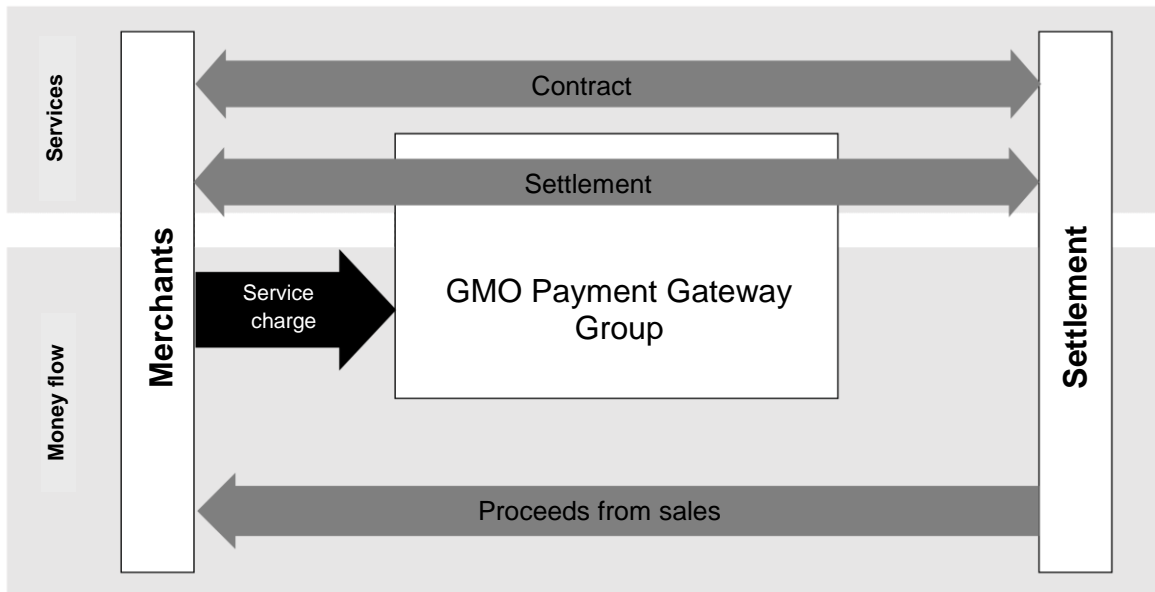 Services
Contract
Settlement
Merchants
Settlement
Service
charge
GMO Payment Gateway
Group
Money flow
Proceeds from sales